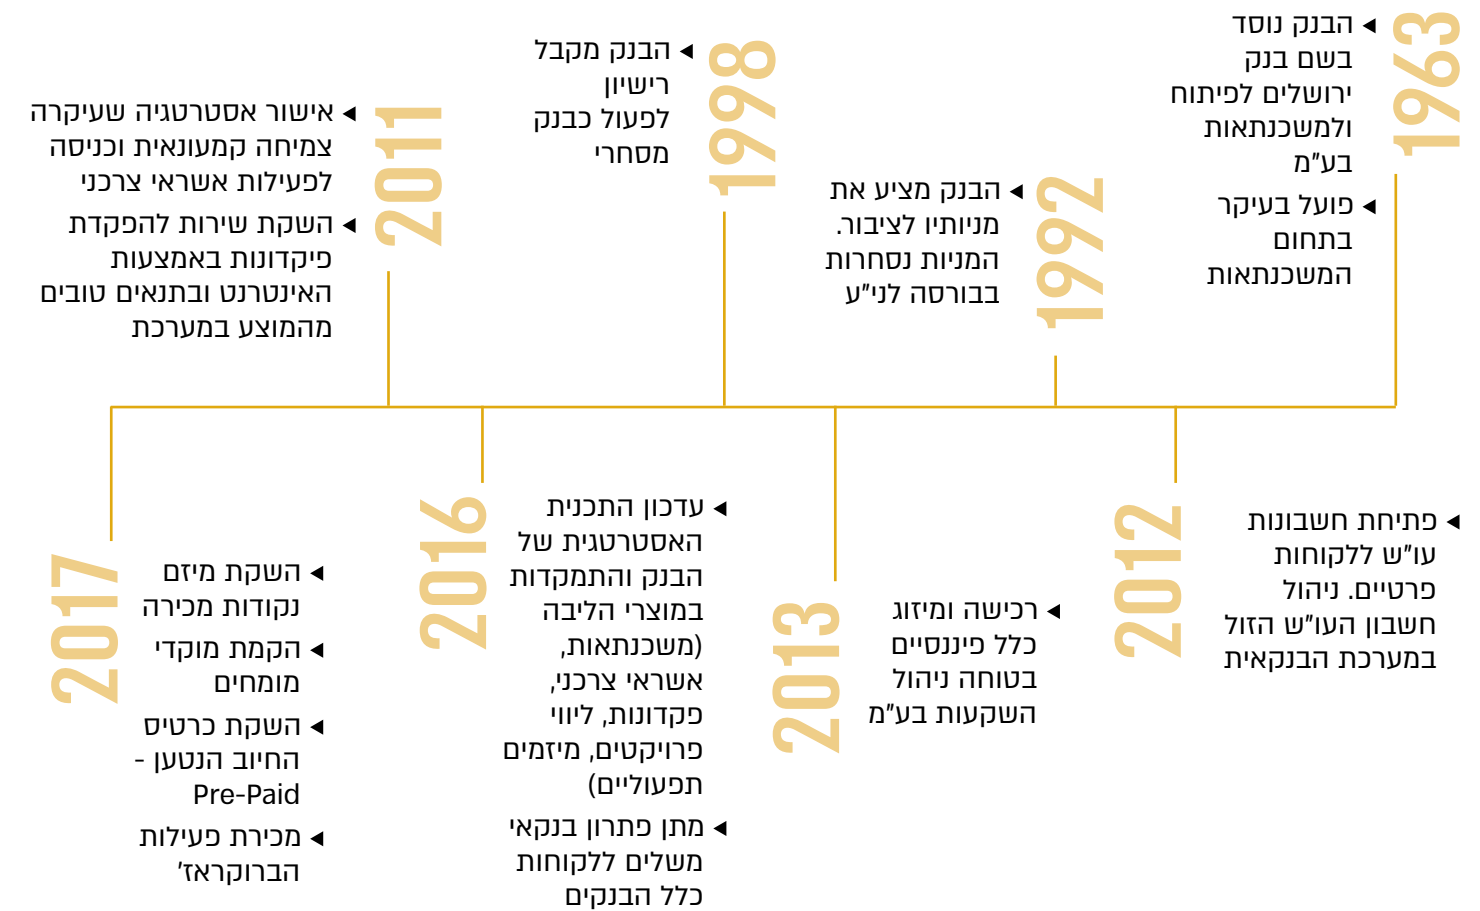 1963
הבנק נוסד
בשם בנק
ירושלים לפיתוח
ולמשכנתאות
בע"מ
פועל בעיקר
בתחום
המשכנתאות
1992
הבנק מציע את
מניותיו לציבור.
המניות נסחרות
בבורסה לני"ע
1998
הבנק מקבל
רישיון
לפעול כבנק
מסחרי
2011
אישור אסטרטגיה שעיקרה
צמיחה קמעונאית וכניסה
לפעילות אשראי צרכני
השקת שירות להפקדת
פיקדונות באמצעות
האינטרנט ובתנאים טובים
מהמוצע במערכת
2012
פתיחת חשבונות
עו"ש ללקוחות
פרטיים. ניהול
חשבון העו"ש הזול
במערכת הבנקאית
2013
רכישה ומיזוג
כלל פיננסיים
בטוחה ניהול
השקעות בע"מ
2016
עדכון התכנית
האסטרטגית של
הבנק והתמקדות
במוצרי הליבה
(משכנתאות,
אשראי צרכני,
פקדונות, ליווי
פרויקטים, מיזמים
תפעוליים)
מתן פתרון בנקאי
משלים ללקוחות
כלל הבנקים
2017
השקת מיזם
נקודות מכירה
הקמת מוקדי
מומחים
השקת כרטיס
החיוב הנטען -
Pre-Paid
מכירת פעילות
הברוקראז'